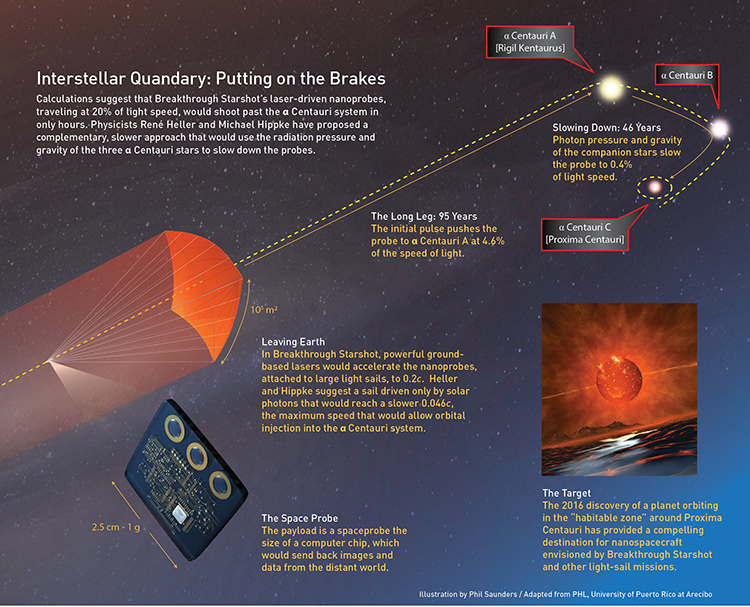 Interstellar Quandary: Putting on the Brakes
Calculations suggest that Breakthrough Starshot's laser-driven nanoprobes,
traveling at 20% of light speed, would shoot past the α Centauri system in
only hours. Physicists René Heller and Michael Hippke have proposed a
complementary, slower approach that would use the radiation pressure and
gravity of the three α Centauri stars to slow down the probes.
α Centauri A
[Rigil Kentaurus]
α Centauri B
Slowing Down: 46 Years
Photon pressure and gravity
of the companion stars slow
the probe to 0.4%
of light speed.
α Centauri C
[Proxima Centauri]
The Long Leg: 95 Years
The initial pulse pushes the
probe to α Centauri A at 4.6%
of the speed of light.
10⁵ m²
Leaving Earth
In Breakthrough Starshot, powerful ground-
based lasers would accelerate the nanoprobes,
attached to large light sails, to 0.2c. Heller
and Hippke suggest a sail driven only by solar
photons that would reach a slower 0.046c,
the maximum speed that would allow orbital
injection into the α Centauri system.
2.5 cm - 1 g
The Space Probe
The payload is a spaceprobe the
size of a computer chip, which
would send back images and
data from the distant world.
The Target
The 2016 discovery of a planet orbiting
in the "habitable zone" around Proxima
Centauri has provided a compelling
destination for nanospacecraft
envisioned by Breakthrough Starshot
and other light-sail missions.
Illustration by Phil Saunders / Adapted from PHL, University of Puerto Rico at Arecibo